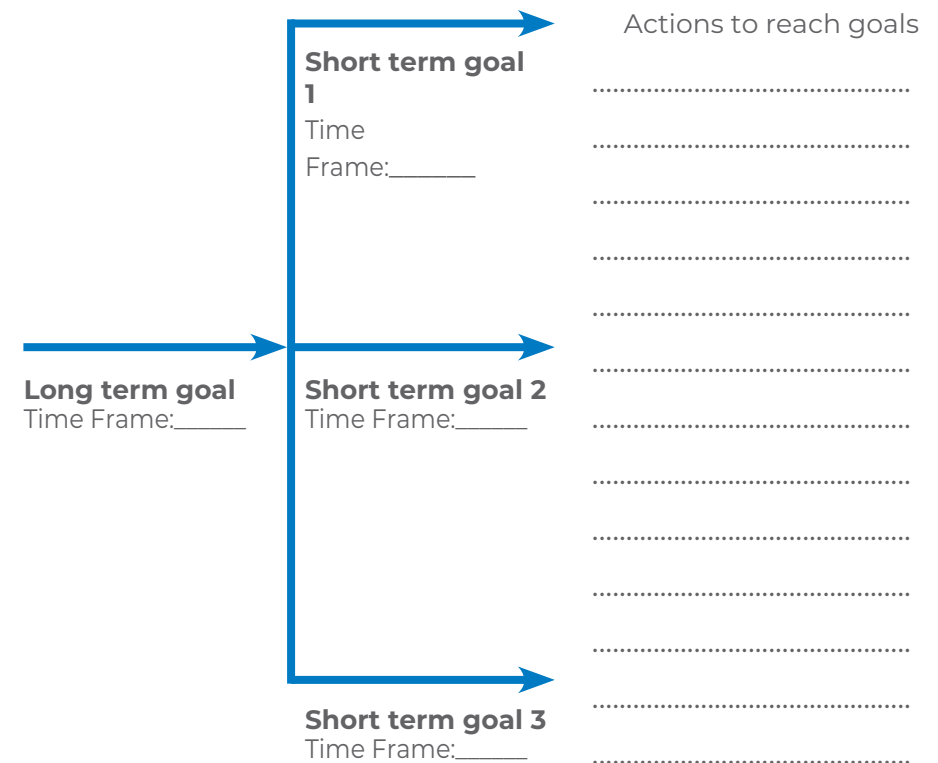 Actions to reach goals
Short term goal
1
Time
Frame:______
..............................................
..............................................
..............................................
..............................................
..............................................
..............................................
Long term goal
Time Frame:______
Short term goal 2
Time Frame:______
..............................................
..............................................
..............................................
..............................................
..............................................
..............................................
Short term goal 3
Time Frame:______
..............................................